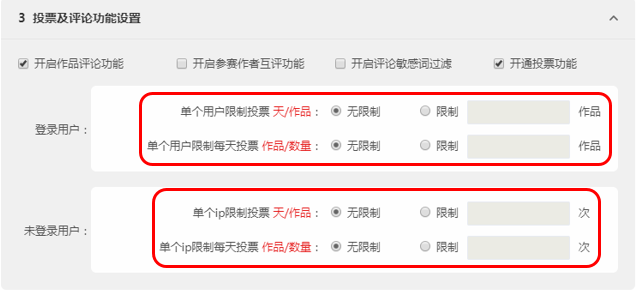 3 投票及评论功能设置
开启作品评论功能 开启参赛作者互评功能 开启评论敏感词过滤 开通投票功能
登录用户：
单个用户限制投票 天/作品： 无限制 限制 作品
单个用户限制每天投票 作品/数量： 无限制 限制 作品
未登录用户：
单个ip限制投票 天/作品： 无限制 限制 次
单个ip限制每天投票 作品/数量： 无限制 限制 次